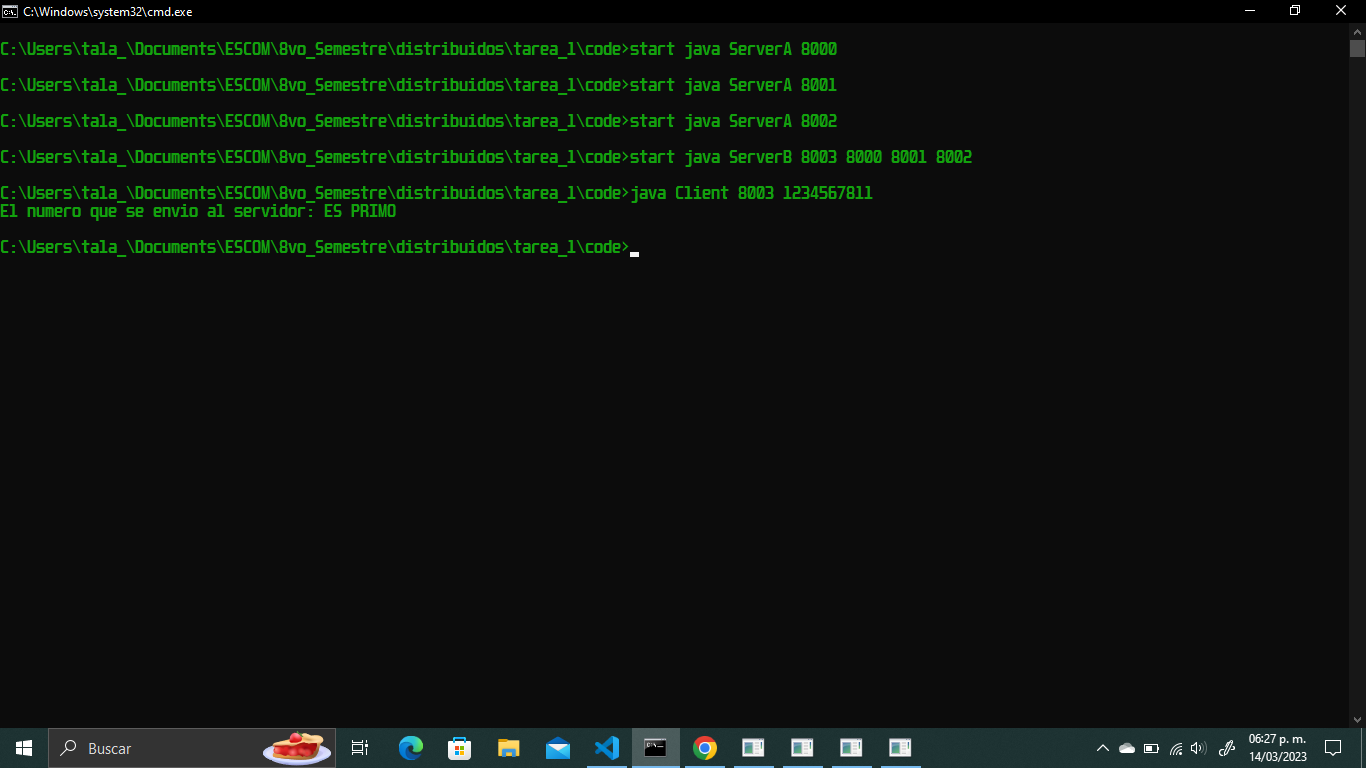 C:\Windows\system32\cmd.exe
C:\Users\tala_\Documents\ESCOM\8vo_Semestre\distribuidos\tarea_1\code>start java ServerA 8000
C:\Users\tala_\Documents\ESCOM\8vo_Semestre\distribuidos\tarea_1\code>start java ServerA 8001
C:\Users\tala_\Documents\ESCOM\8vo_Semestre\distribuidos\tarea_1\code>start java ServerA 8002
C:\Users\tala_\Documents\ESCOM\8vo_Semestre\distribuidos\tarea_1\code>start java ServerB 8003 8000 8001 8002
C:\Users\tala_\Documents\ESCOM\8vo_Semestre\distribuidos\tarea_1\code>java Client 8003 1234567811
El numero que se envio al servidor: ES PRIMO
C:\Users\tala_\Documents\ESCOM\8vo_Semestre\distribuidos\tarea_1\code>
Buscar
06:27 p. m.
14/03/2023